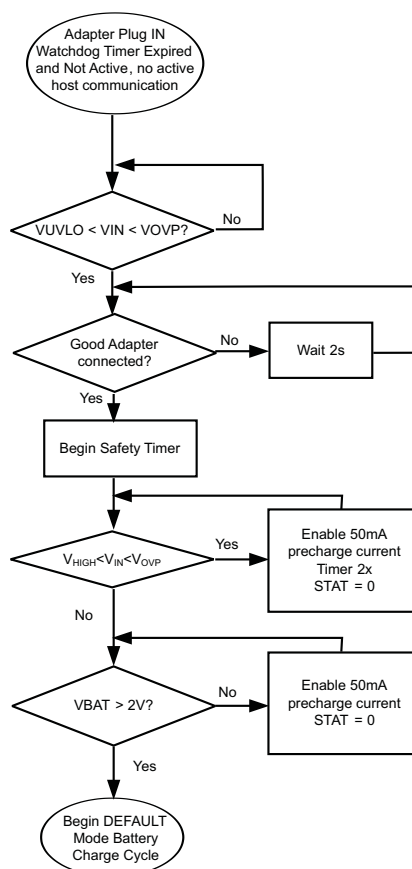 Adapter Plug IN
Watchdog Timer Expired
and Not Active, no active
host communication
VUVLO < VIN < VOVP?
No
Yes
Good Adapter
connected?
No
Wait 2s
Yes
Begin Safety Timer
VHIGH<VIN<VOVP
Yes
Enable 50mA
precharge current
Timer 2x
STAT = 0
No
VBAT > 2V?
No
Enable 50mA
precharge current
STAT = 0
Yes
Begin DEFAULT
Mode Battery
Charge Cycle